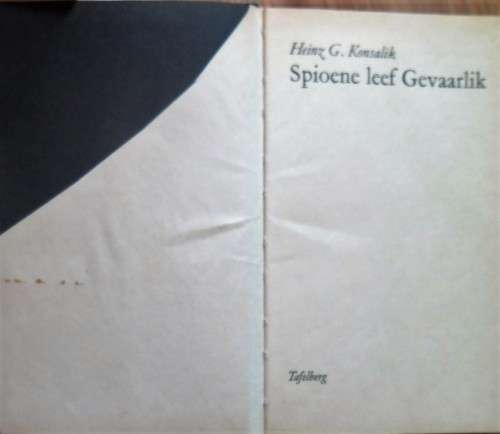 Heinz G. Konsalik
Spioene leef Gevaarlik
Tafelberg